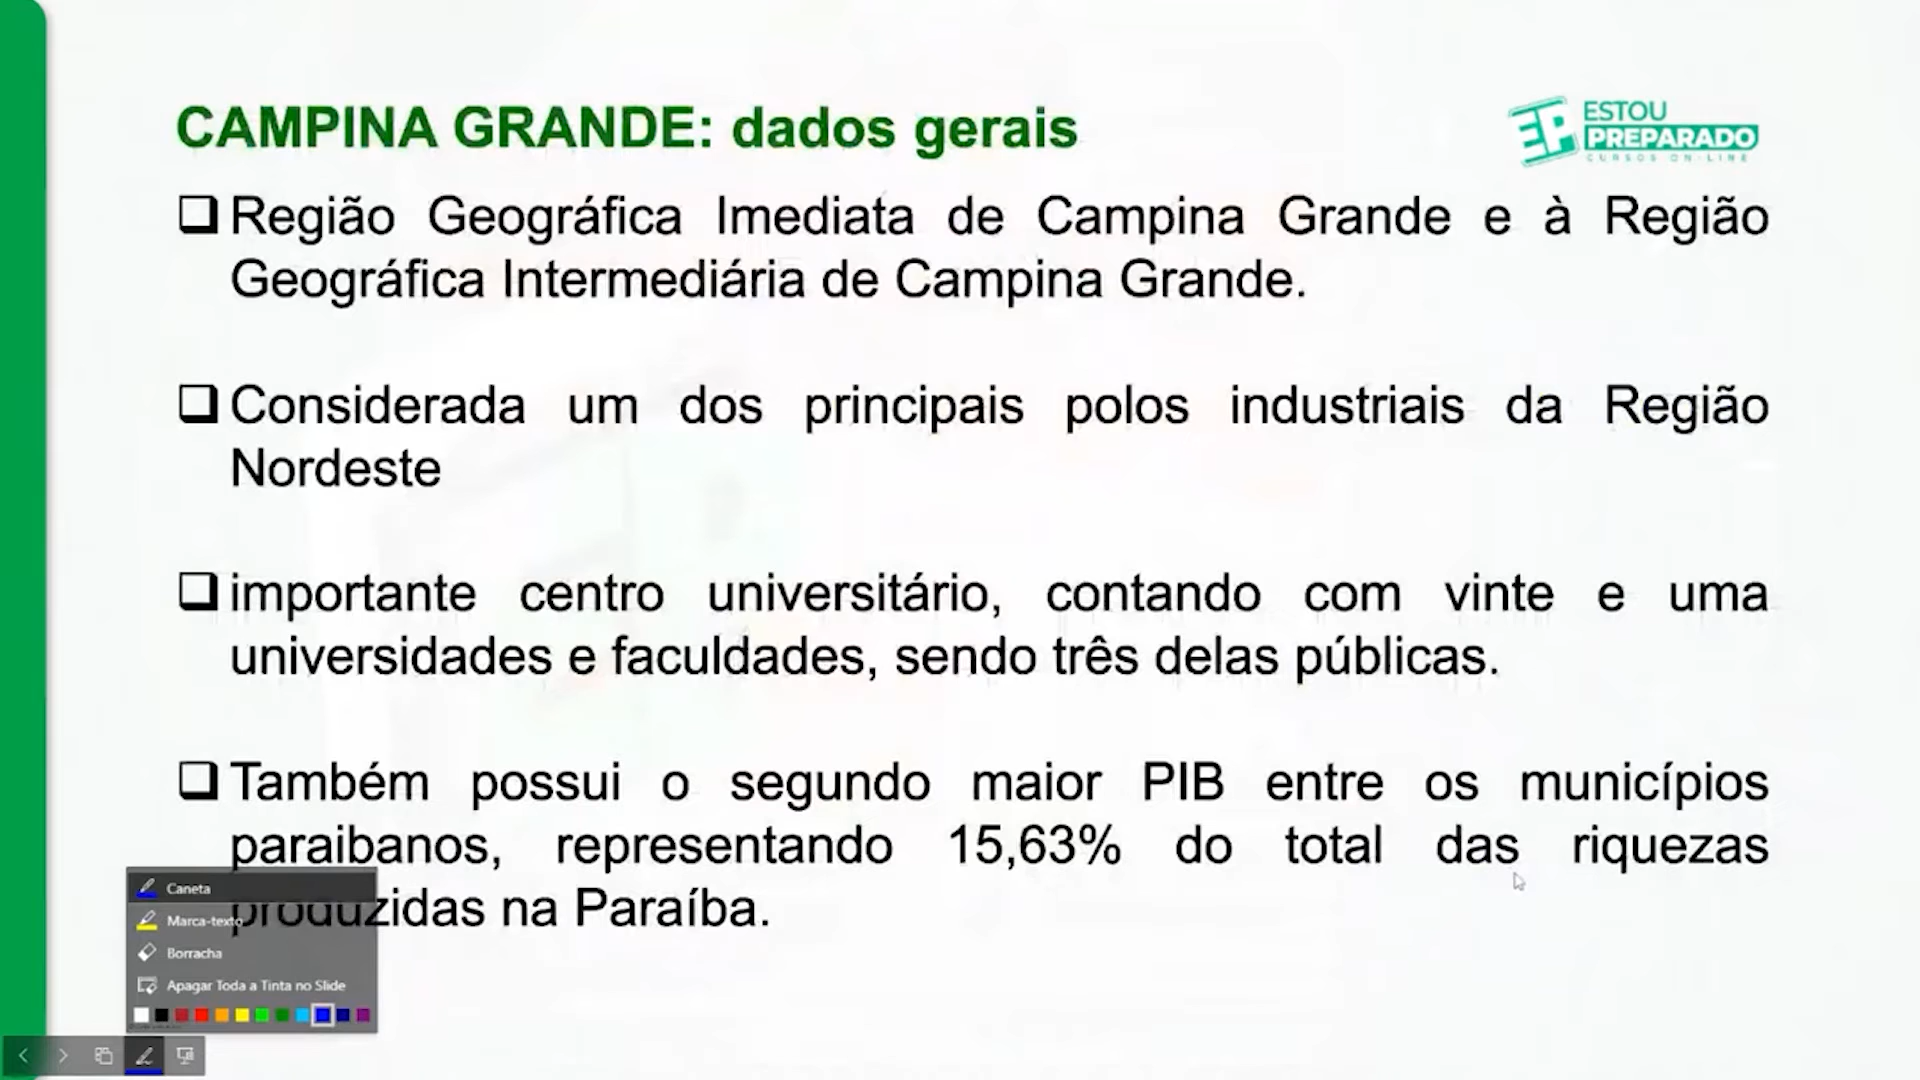 CAMPINA GRANDE: dados gerais
ESTOU
PREPARADO
CURSOS ON-LINE
EP
Região Geográfica Imediata de Campina Grande e à Região
Geográfica Intermediária de Campina Grande.
Considerada um dos principais polos industriais da Região
Nordeste
importante centro universitário, contando com vinte e uma
universidades e faculdades, sendo três delas públicas.
Também possui o segundo maior PIB entre os municípios
paraibanos, representando 15,63% do total das riquezas
produzidas na Paraíba.
Caneta
Marca-texto
Borracha
Apagar Toda a Tinta no Slide